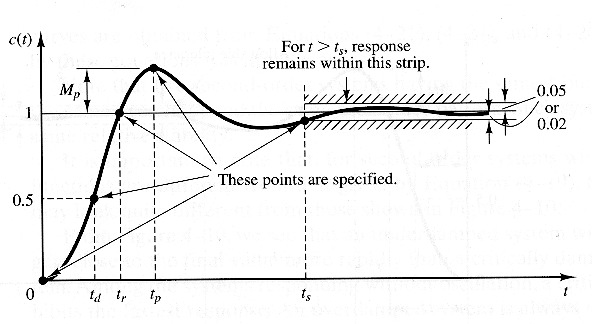 c(t)
For t > ts, response
remains within this strip.
Mp
0.05
or
0.02
1
These points are specified.
0.5
0
td
tr
tp
ts
t